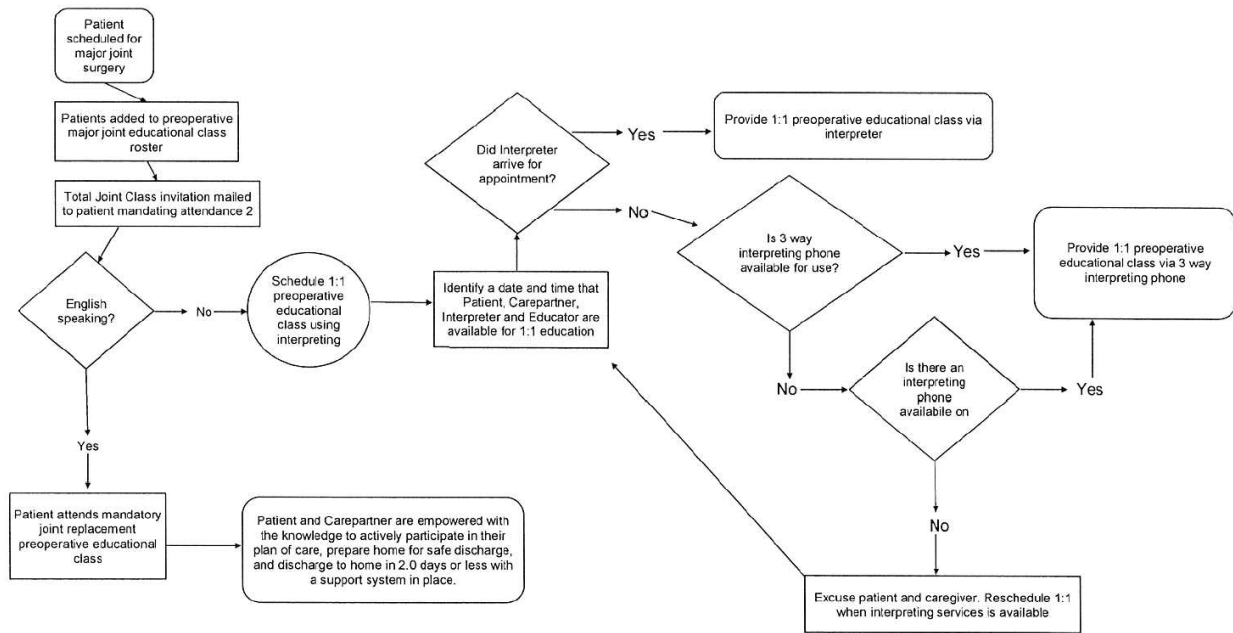 Patient
scheduled for
major joint
surgery
Patients added to preoperative
major joint educational class
roster
Total Joint Class invitation mailed
to patient mandating attendance 2
English
speaking?
No
Schedule 1:1
preoperative
educational
class using
interpreting
Identify a date and time that
Patient, Carepartner,
Interpreter and Educator are
available for 1:1 education
Did Interpreter
arrive for
appointment?
Yes
Provide 1:1 preoperative educational class via
interpreter
No
Is 3 way
interpreting phone
available for use?
Yes
Provide 1:1 preoperative
educational class via 3 way
interpreting phone
No
Is there an
interpreting
phone
availabile on
Yes
No
Excuse patient and caregiver. Reschedule 1:1
when interpreting services is available
Yes
Patient attends mandatory
joint replacement
preoperative educational
class
Patient and Carepartner are empowered with
the knowledge to actively participate in their
plan of care, prepare home for safe discharge,
and discharge to home in 2.0 days or less with
a support system in place.